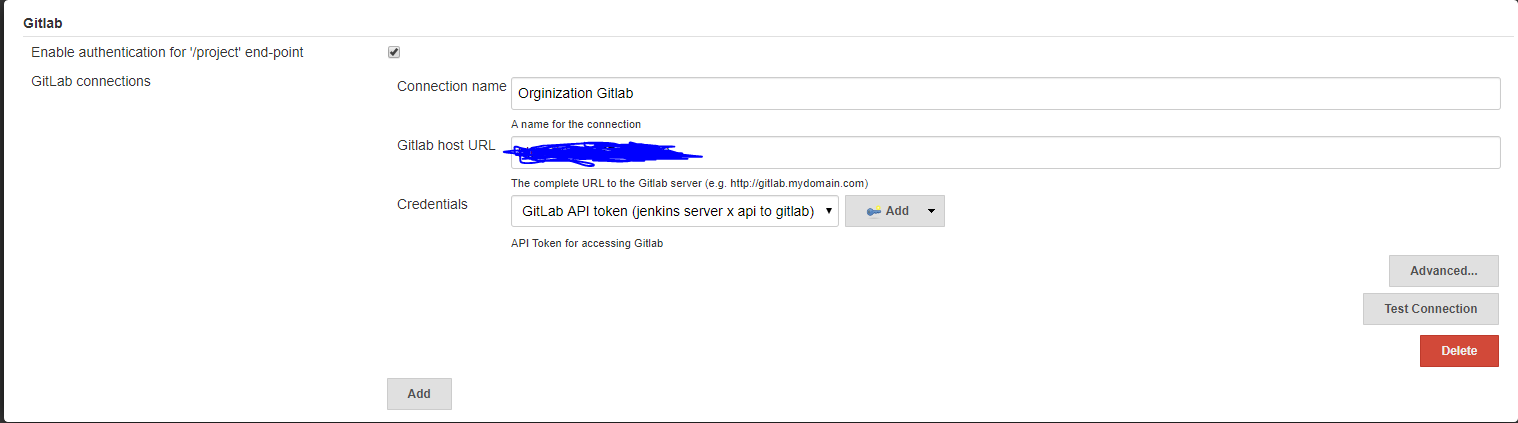 Gitlab
Enable authentication for '/project' end-point
GitLab connections
Connection name
Orginization Gitlab
A name for the connection
Gitlab host URL
The complete URL to the Gitlab server (e.g. http://gitlab.mydomain.com)
Credentials
GitLab API token (jenkins server x api to gitlab)
Add
API Token for accessing Gitlab
Advanced...
Test Connection
Delete
Add